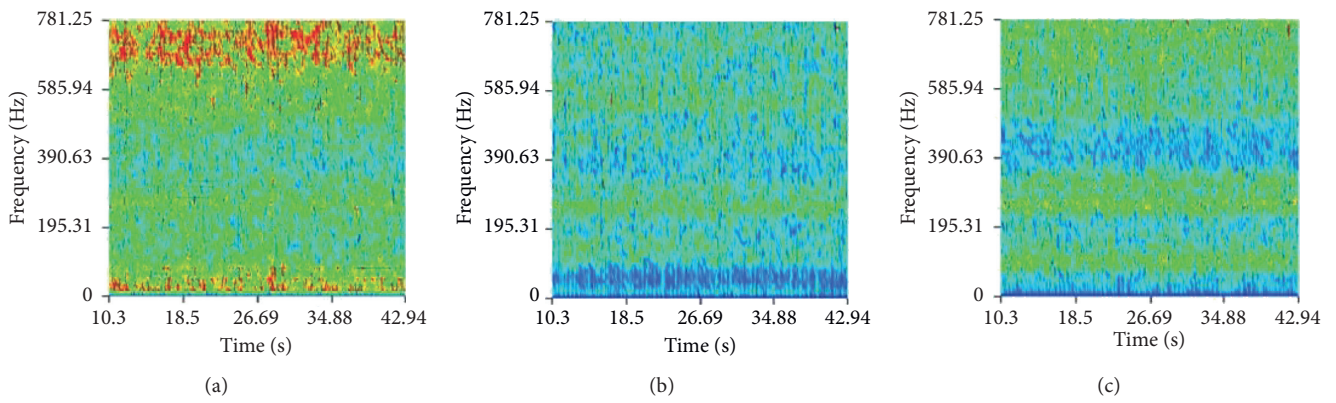 781.25
585.94
390.63
195.31
0
Frequency (Hz)
10.3 18.5 26.69 34.88 42.94
Time (s)
(a)
781.25
585.94
390.63
195.31
0
Frequency (Hz)
10.3 18.5 26.69 34.88 42.94
Time (s)
(b)
781.25
585.94
390.63
195.31
0
Frequency (Hz)
10.3 18.5 26.69 34.88 42.94
Time (s)
(c)